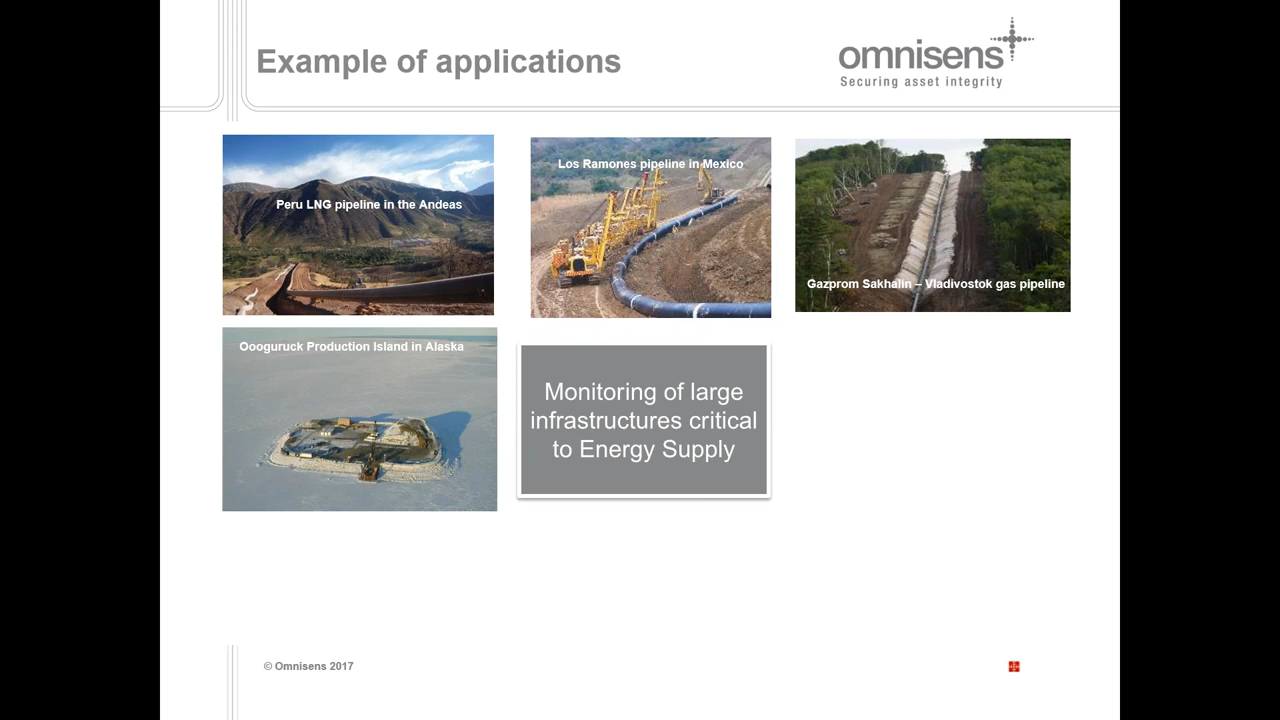 Example of applications
omnisens
Securing asset integrity
Peru LNG pipeline in the Andeas
Los Ramones pipeline in Mexico
Gazprom Sakhalin – Vladivostok gas pipeline
Oooguruck Production Island in Alaska
Monitoring of large
infrastructures critical
to Energy Supply
© Omnisens 2017